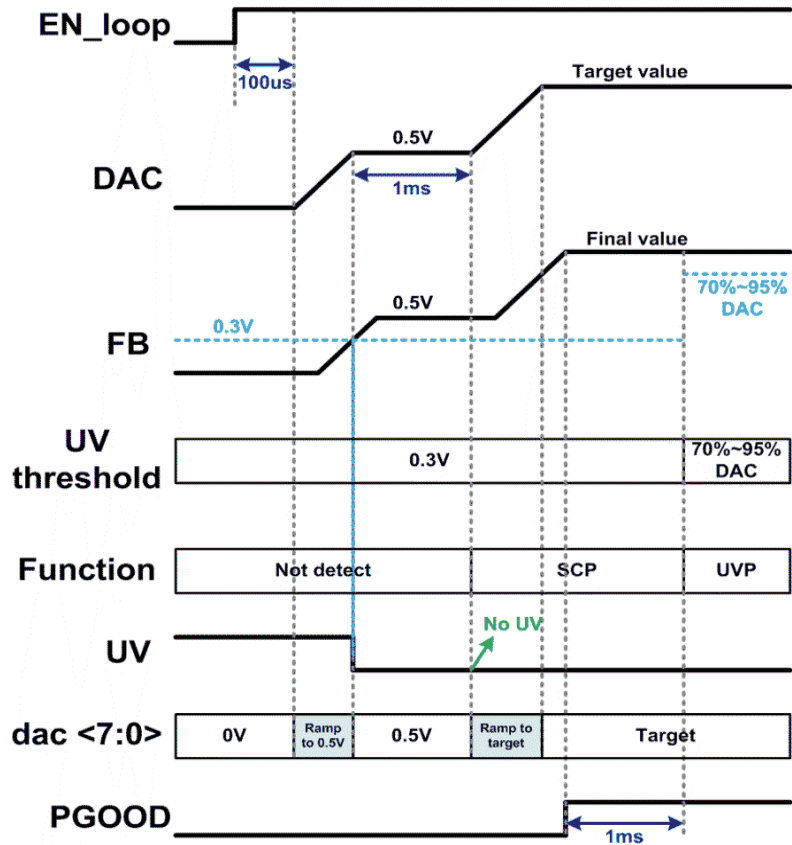 EN_loop
100us
Target value
0.5V
DAC
1ms
Final value
70%~95%
DAC
0.5V
0.3V
FB
UV
threshold
0.3V
70%~95%
DAC
Function
Not detect
SCP
UVP
UV
No UV
dac <7:0>
0V
Ramp
to 0.5V
0.5V
Ramp to
target
Target
PGOOD
1ms